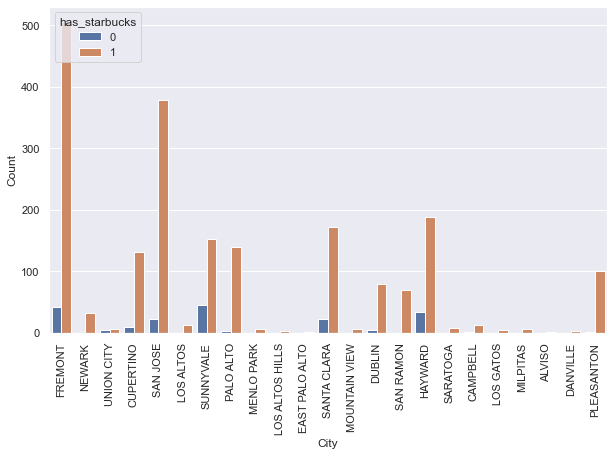 has_starbucks
0
1
500
400
300
200
100
0
Count
FREMONT
NEWARK
UNION CITY
CUPERTINO
SAN JOSE
LOS ALTOS
SUNNYVALE
PALO ALTO
MENLO PARK
LOS ALTOS HILLS
EAST PALO ALTO
SANTA CLARA
MOUNTAIN VIEW
DUBLIN
SAN RAMON
HAYWARD
SARATOGA
CAMPBELL
LOS GATOS
MILPITAS
ALVISO
DANVILLE
PLEASANTON
City